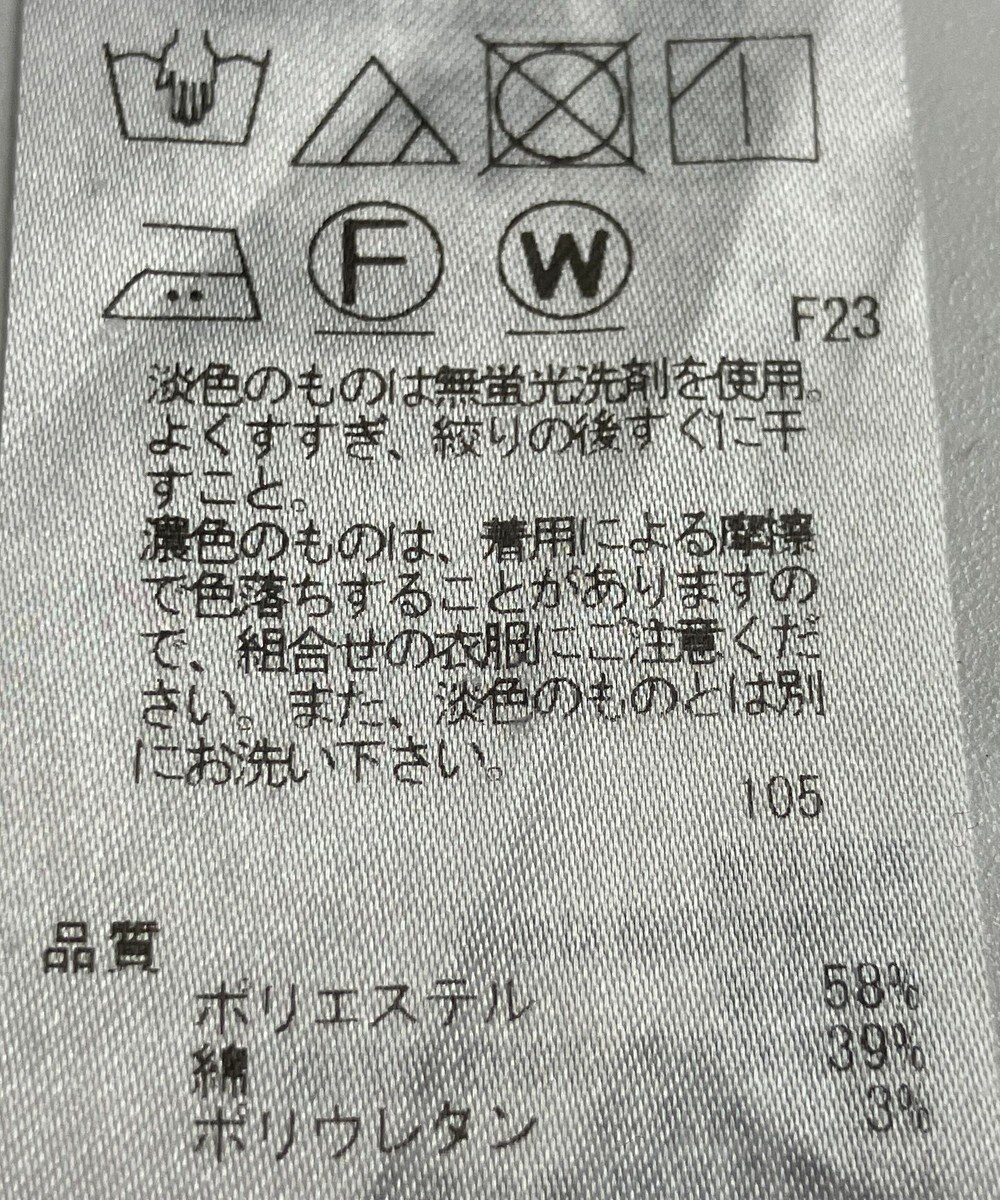 F W
F23
淡色のものは無蛍光洗剤を使用。
よくすすぎ、絞りの後すぐに干
すこと。
濃色のものは、着用による摩擦
で色落ちすることがありますの
で、組合せの衣服にご注意くだ
さい。また、淡色のものとは別
にお洗い下さい。
105
品質
ポリエステル 58%
綿 39%
ポリウレタン 3%